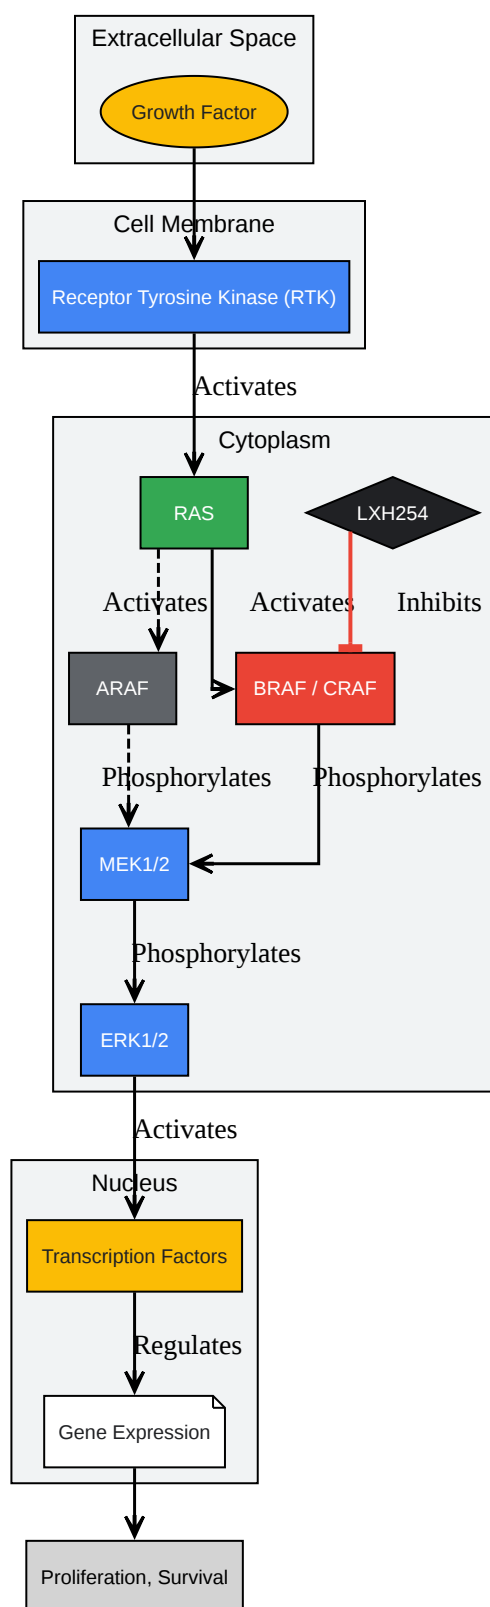 Extracellular Space
Growth Factor
Cell Membrane
Receptor Tyrosine Kinase (RTK)
Activates
Cytoplasm
RAS
LXH254
Activates
Activates
Inhibits
ARAF
BRAF / CRAF
Phosphorylates
Phosphorylates
MEK1/2
Phosphorylates
ERK1/2
Activates
Nucleus
Transcription Factors
Regulates
Gene Expression
Proliferation, Survival